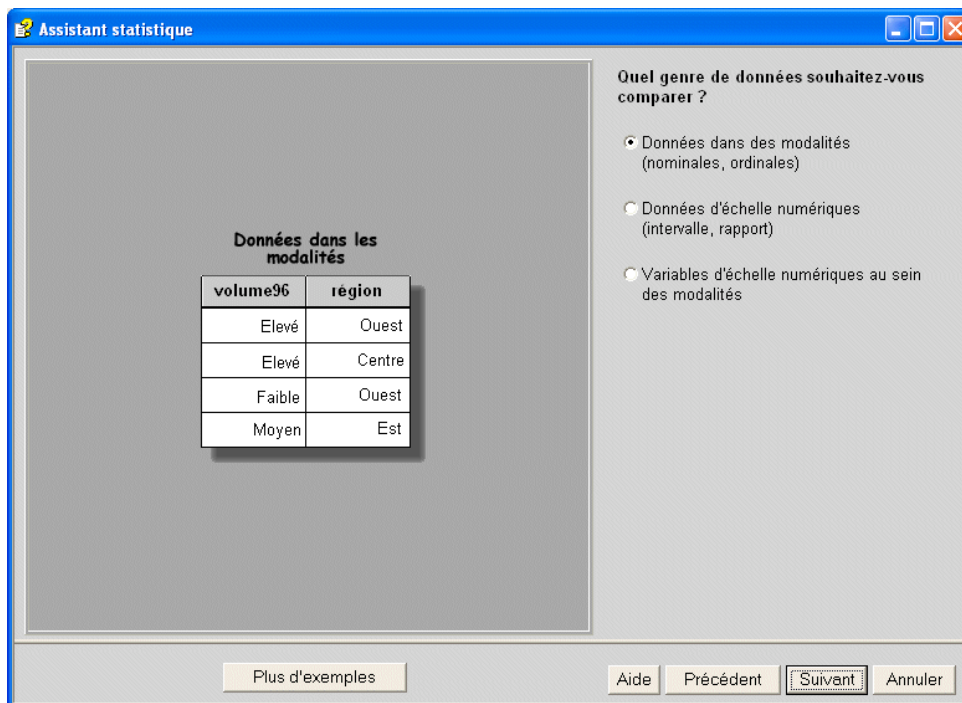 Assistant statistique
Quel genre de données souhaitez-vous
comparer ?
Données dans des modalités
(nominales, ordinales)
Données d'échelle numériques
(intervalle, rapport)
Variables d'échelle numériques au sein
des modalités
Données dans les
modalités
volume96 région
Elevé Ouest
Elevé Centre
Faible Ouest
Moyen Est
Plus d'exemples
Aide Précédent Suivant Annuler